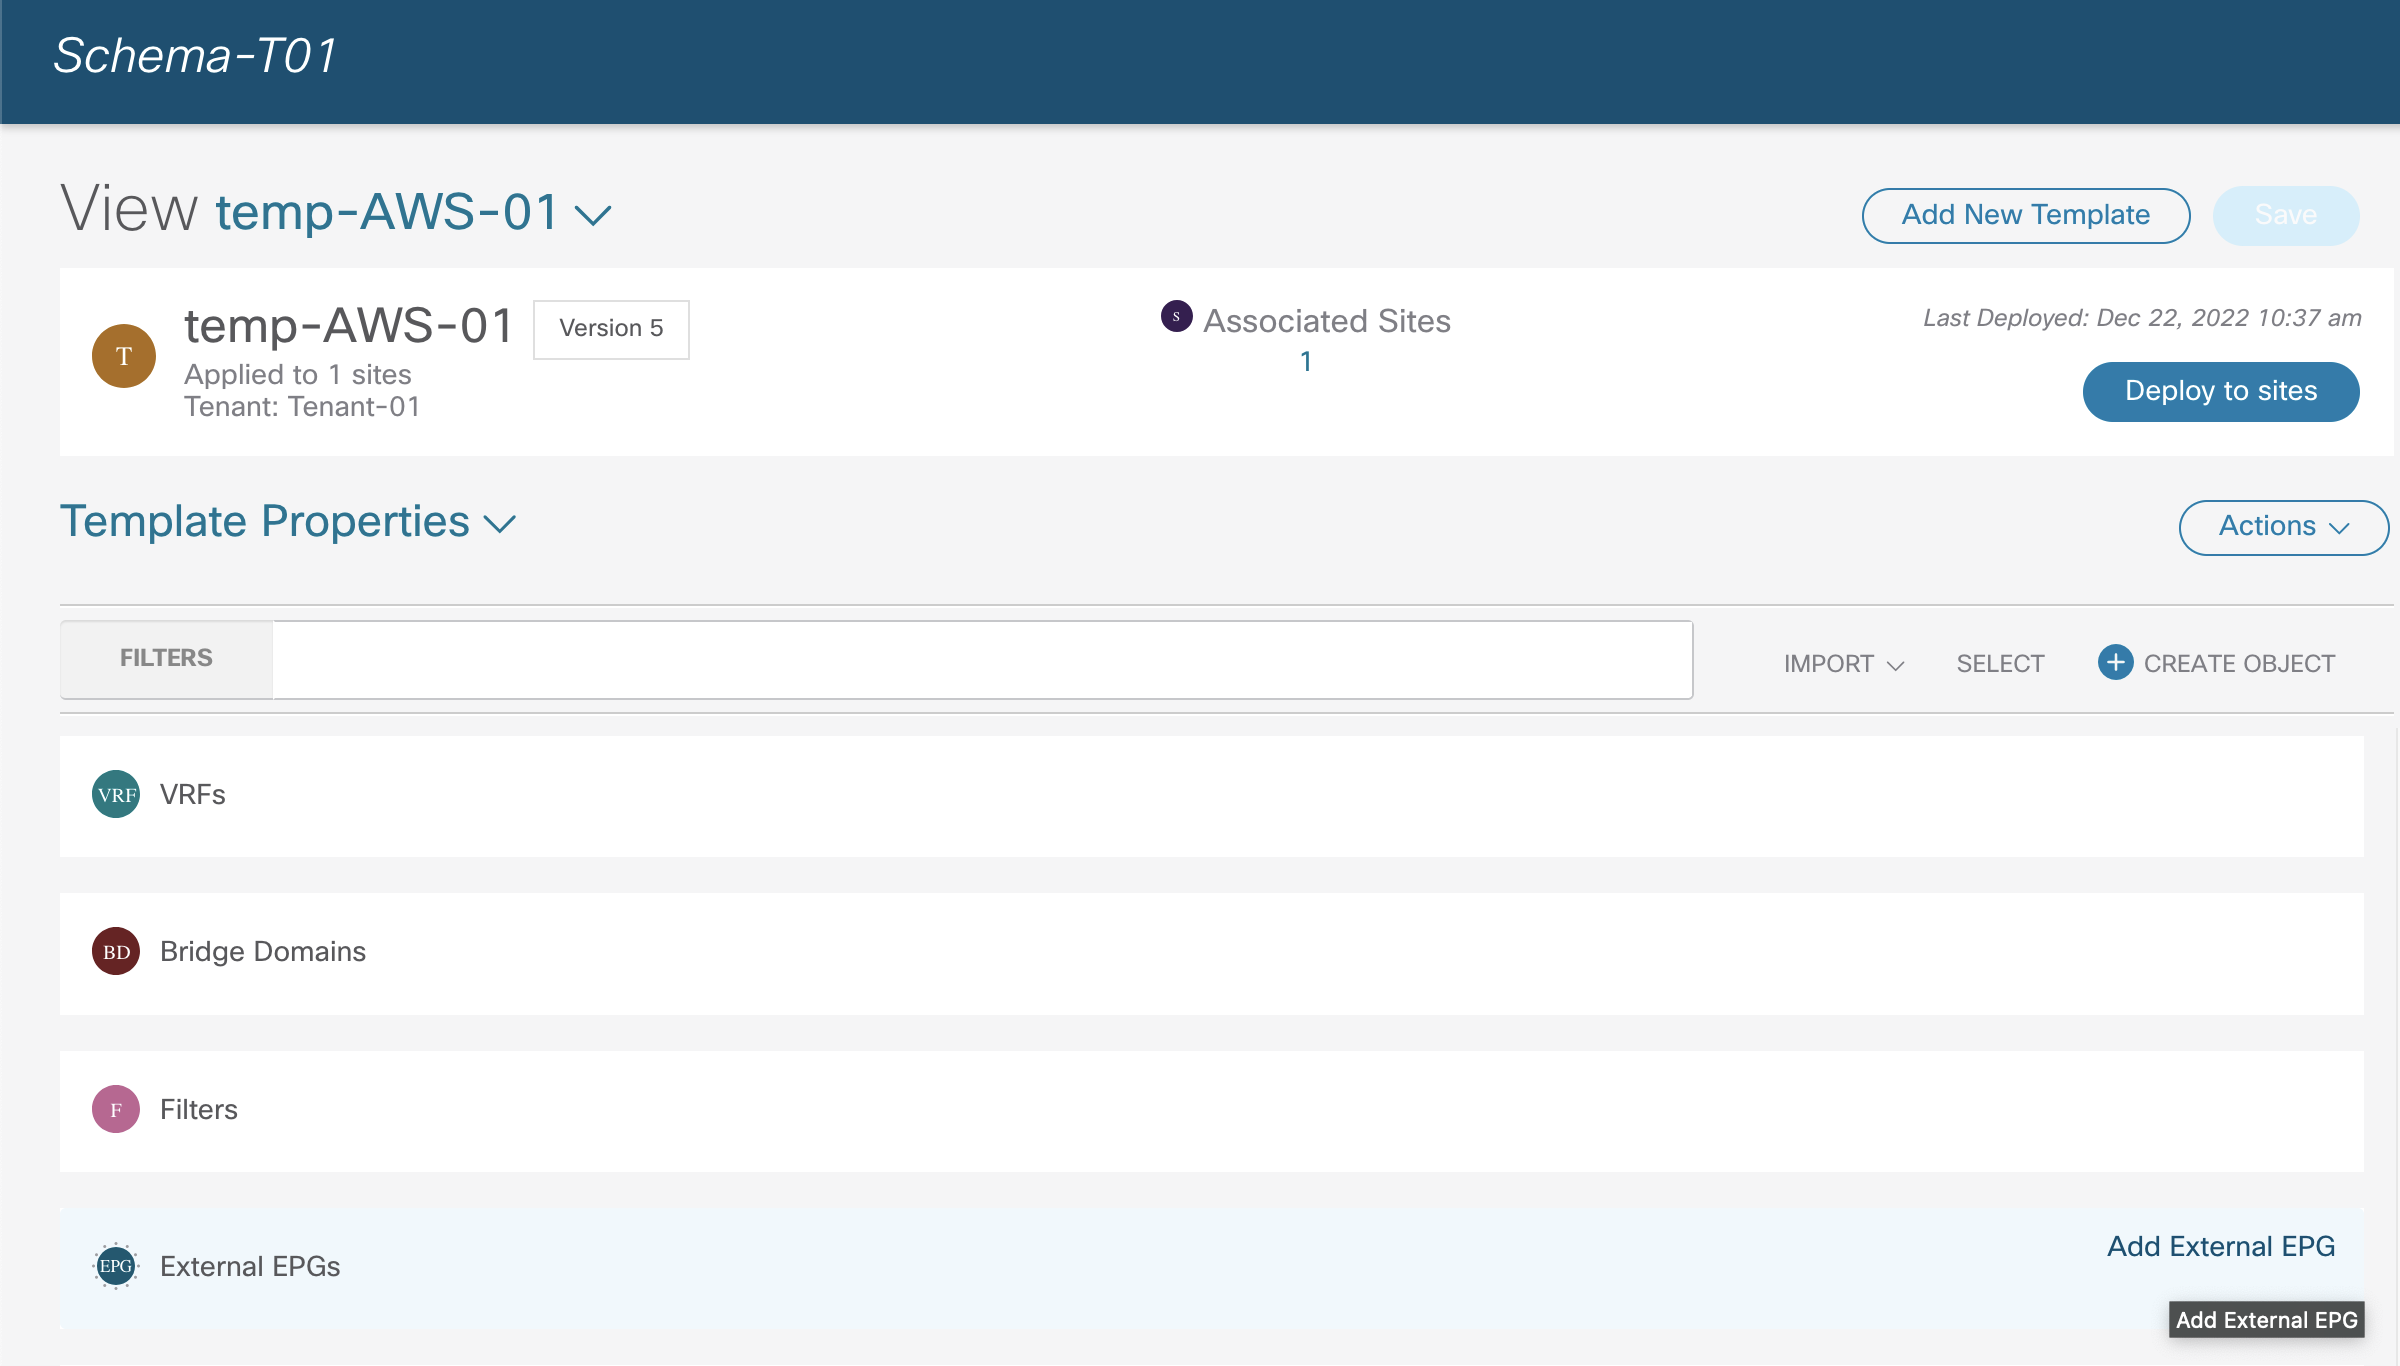 Schema-T01
View temp-AWS-01
Add New Template
Save
T
temp-AWS-01
Version 5
Applied to 1 sites
Tenant: Tenant-01
S
Associated Sites
1
Last Deployed: Dec 22, 2022 10:37 am
Deploy to sites
Template Properties
Actions
FILTERS
IMPORT
SELECT
CREATE OBJECT
VRF
VRFs
BD
Bridge Domains
F
Filters
EPG
External EPGs
Add External EPG
Add External EPG